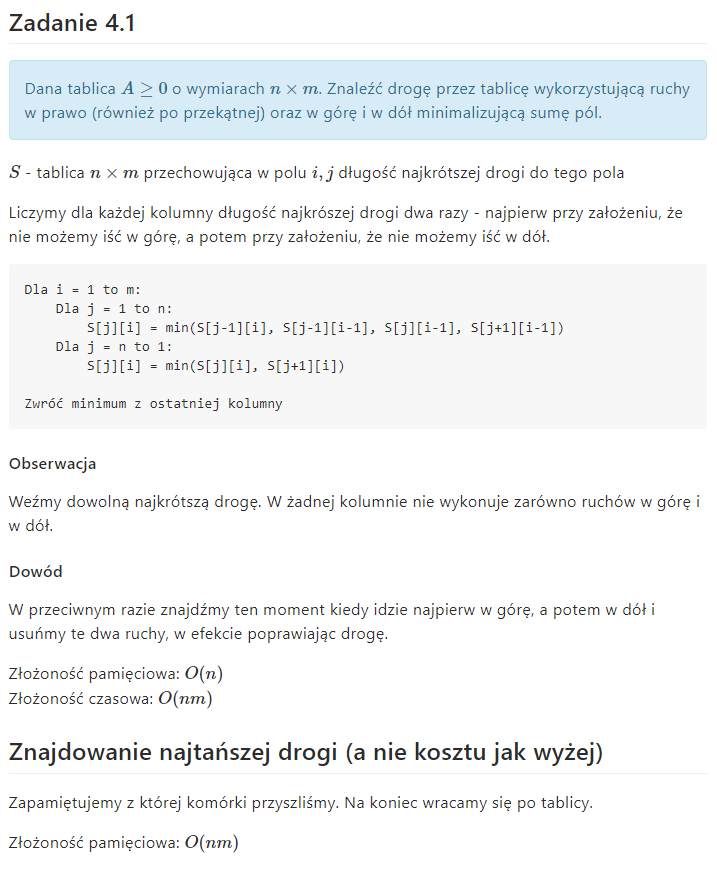 Zadanie 4.1
Dana tablica A ≥ 0 o wymiarach n × m. Znaleźć drogę przez tablicę wykorzystującą ruchy
w prawo (również po przekątnej) oraz w górę i w dół minimalizującą sumę pól.
S - tablica n × m przechowująca w polu i, j długość najkrótszej drogi do tego pola
Liczymy dla każdej kolumny długość najkrószej drogi dwa razy - najpierw przy założeniu, że
nie możemy iść w górę, a potem przy założeniu, że nie możemy iść w dół.
Dla i = 1 to m:
    Dla j = 1 to n:
        S[j][i] = min(S[j-1][i], S[j-1][i-1], S[j][i-1], S[j+1][i-1])
    Dla j = n to 1:
        S[j][i] = min(S[j][i], S[j+1][i])
Zwróć minimum z ostatniej kolumny
Obserwacja
Weźmy dowolną najkrótszą drogę. W żadnej kolumnie nie wykonuje zarówno ruchów w górę i
w dół.
Dowód
W przeciwnym razie znajdźmy ten moment kiedy idzie najpierw w górę, a potem w dół i
usuńmy te dwa ruchy, w efekcie poprawiając drogę.
Złożoność pamięciowa: O(n)
Złożoność czasowa: O(nm)
Znajdowanie najtańszej drogi (a nie kosztu jak wyżej)
Zapamiętujemy z której komórki przyszliśmy. Na koniec wracamy się po tablicy.
Złożoność pamięciowa: O(nm)